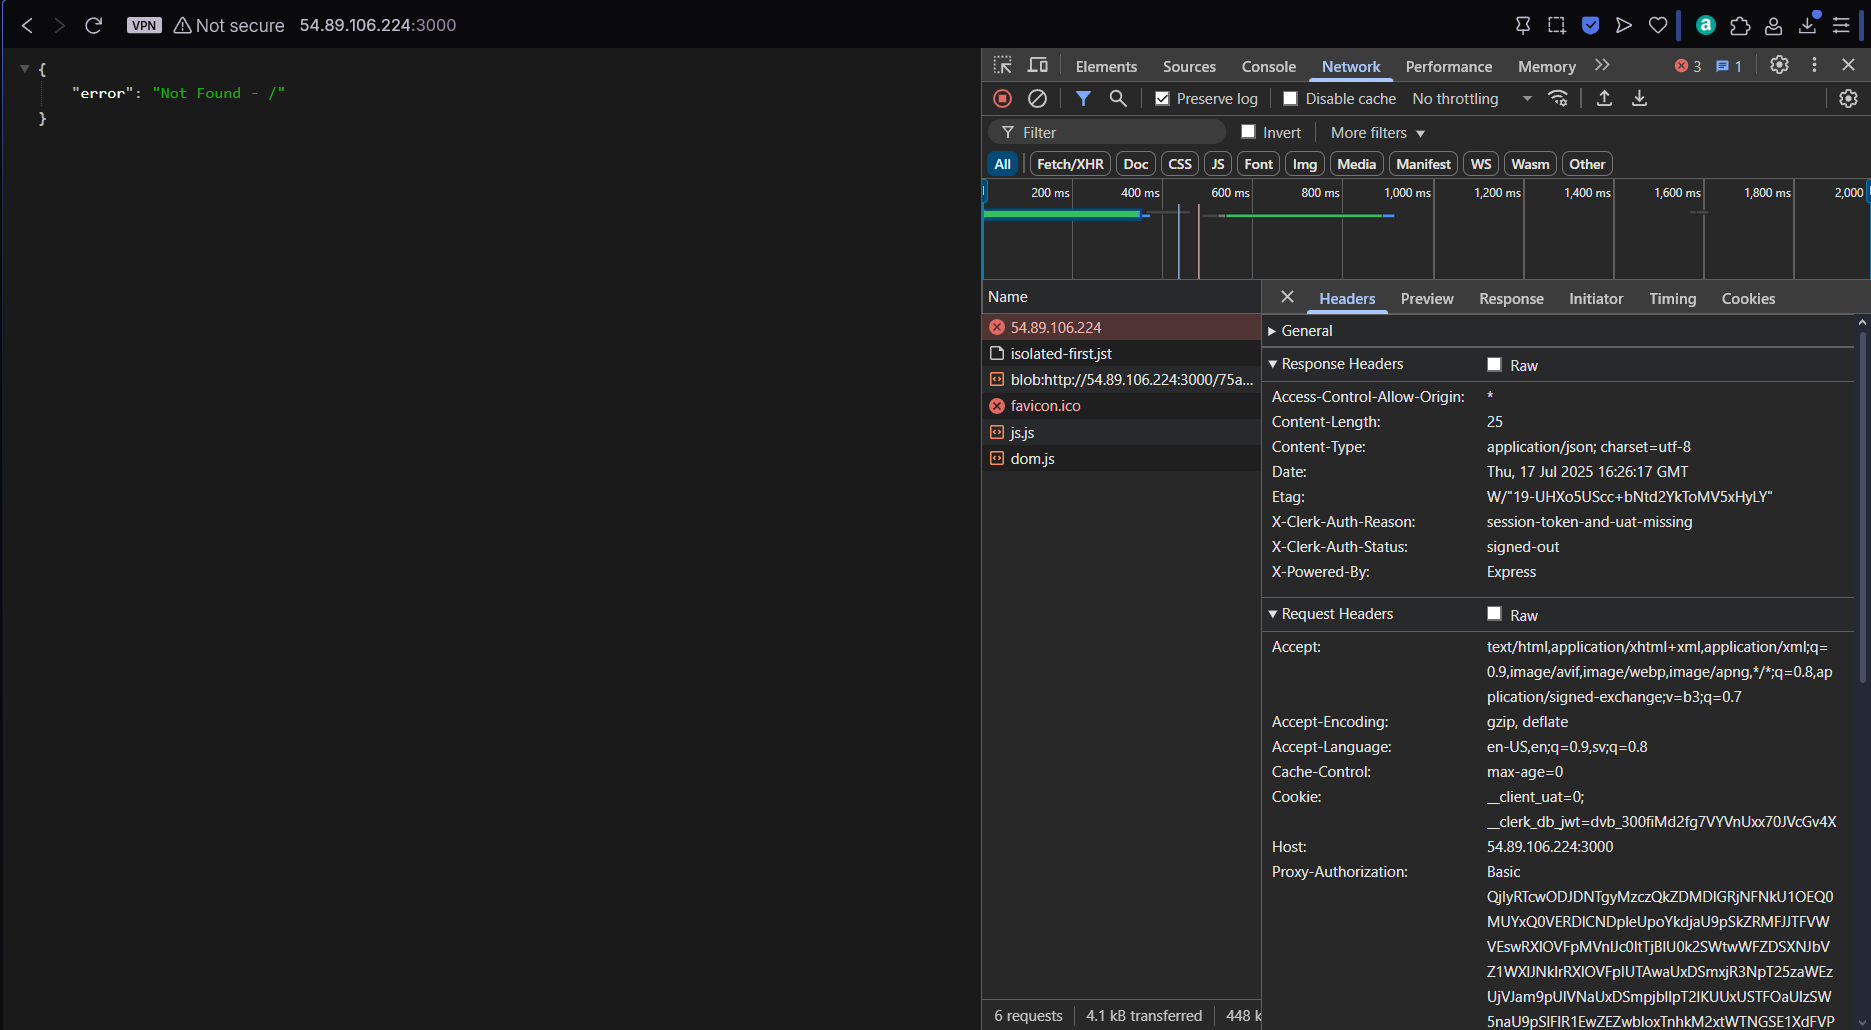 VPN Not secure 54.89.106.224:3000
{
"error": "Not Found - /"
}
Elements Sources Console Network Performance Memory 3 1
Preserve log Disable cache No throttling
Filter Invert More filters
All Fetch/XHR Doc CSS JS Font Img Media Manifest WS Wasm Other
200 ms 400 ms 600 ms 800 ms 1,000 ms 1,200 ms 1,400 ms 1,600 ms 1,800 ms 2,000
Name
54.89.106.224
isolated-first.jst
blob:http://54.89.106.224:3000/75a...
favicon.ico
js.js
dom.js
6 requests 4.1 kB transferred 448 k
Headers Preview Response Initiator Timing Cookies
General
Response Headers Raw
Access-Control-Allow-Origin: *
Content-Length: 25
Content-Type: application/json; charset=utf-8
Date: Thu, 17 Jul 2025 16:26:17 GMT
Etag: W/"19-UHXo5UScc+bNtd2YkToMV5xHyLY"
X-Clerk-Auth-Reason: session-token-and-uat-missing
X-Clerk-Auth-Status: signed-out
X-Powered-By: Express
Request Headers Raw
Accept: text/html,application/xhtml+xml,application/xml;q=
0.9,image/avif,image/webp,image/apng,*/*;q=0.8,ap
plication/signed-exchange;v=b3;q=0.7
Accept-Encoding: gzip, deflate
Accept-Language: en-US,en;q=0.9,sv;q=0.8
Cache-Control: max-age=0
Cookie: __client_uat=0;
__clerk_db_jwt=dvb_300fiMd2fg7VYVnUxx70JVcGv4X
Host: 54.89.106.224:3000
Proxy-Authorization: Basic